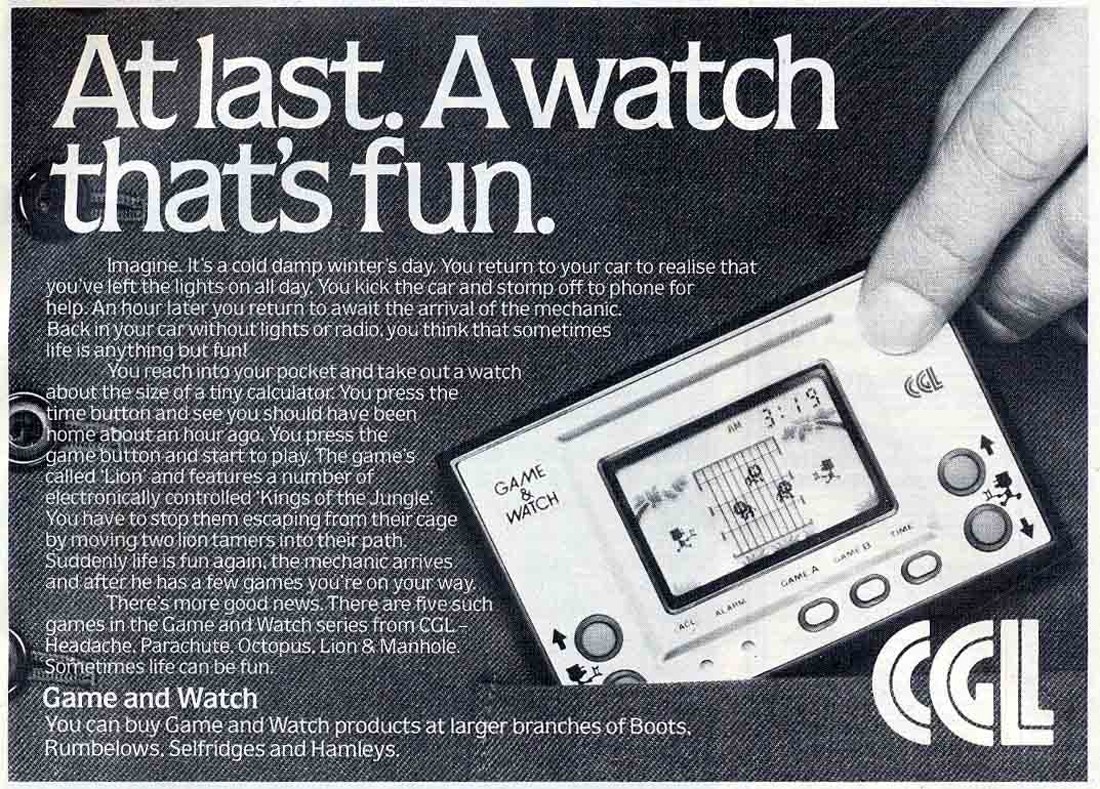 At last. A watch
that's fun.
Imagine. It's a cold damp winter's day. You return to your car to realise that
you've left the lights on all day. You kick the car and stomp off to phone for
help. An hour later you return to await the arrival of the mechanic.
Back in your car without lights or radio, you think that sometimes
life is anything but fun!
You reach into your pocket and take out a watch
about the size of a tiny calculator. You press the
time button and see you should have been
home about an hour ago. You press the
game button and start to play. The game's
called 'Lion' and features a number of
electronically controlled 'Kings of the Jungle.'
You have to stop them escaping from their cage
by moving two lion tamers into their path.
Suddenly life is fun again, the mechanic arrives
and after he has a few games you're on your way.
There's more good news. There are five such
games in the Game and Watch series from CGL –
Headache, Parachute, Octopus, Lion & Manhole.
Sometimes life can be fun.
Game and Watch
You can buy Game and Watch products at larger branches of Boots,
Rumbelows, Selfridges and Hamleys.
CGL
AM 3:19
GAME
&
WATCH
ACL ALARM GAME A GAME B TIME
CGL